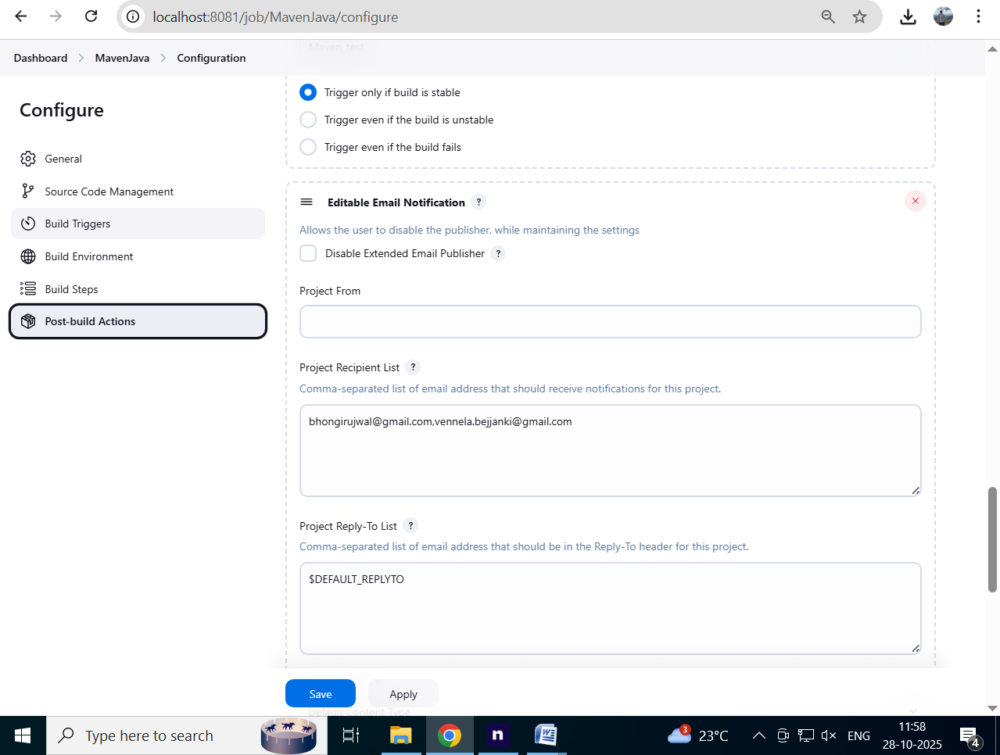 localhost:8081/job/MavenJava/configure
Dashboard
MavenJava
Configuration
Maven_test
Configure
General
Source Code Management
Build Triggers
Build Environment
Build Steps
Post-build Actions
Trigger only if build is stable
Trigger even if the build is unstable
Trigger even if the build fails
Editable Email Notification ?
Allows the user to disable the publisher, while maintaining the settings
Disable Extended Email Publisher ?
Project From
Project Recipient List ?
Comma-separated list of email address that should receive notifications for this project.
bhongirujwal@gmail.com,vennela.bejjanki@gmail.com
Project Reply-To List ?
Comma-separated list of email address that should be in the Reply-To header for this project.
$DEFAULT_REPLYTO
Save
Apply
Default Content Type
Type here to search
n
W
3
23°C
ENG
11:58
28-10-2025
4